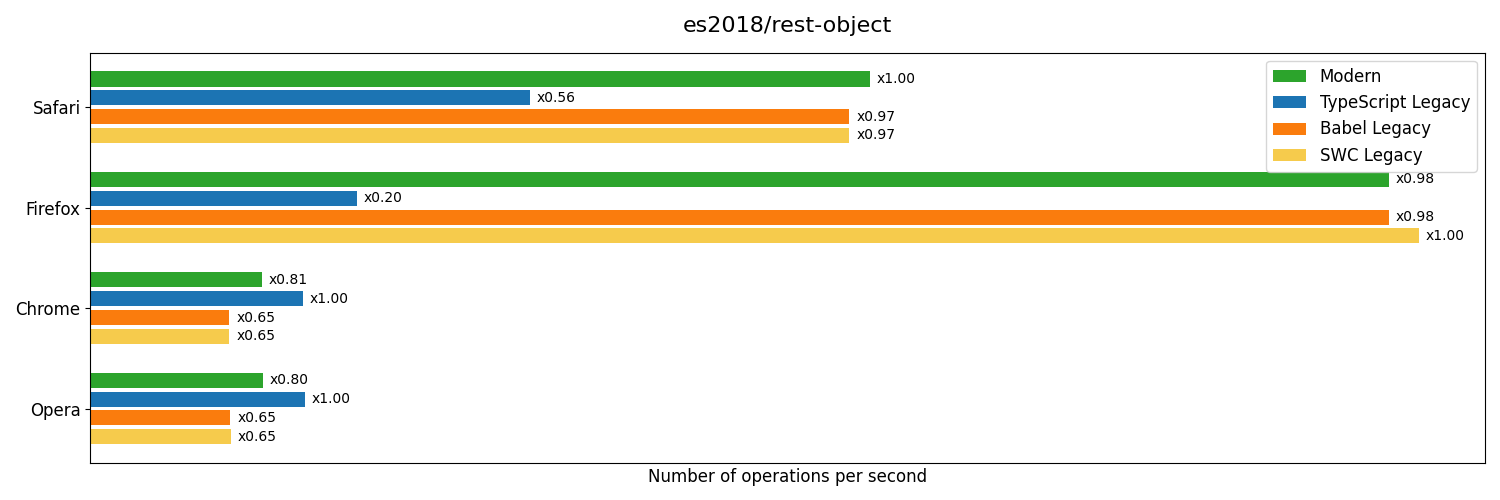 es2018/rest-object
Modern
TypeScript Legacy
Babel Legacy
SWC Legacy
Safari
x1.00
x0.56
x0.97
x0.97
Firefox
x0.98
x0.20
x0.98
x1.00
Chrome
x0.81
x1.00
x0.65
x0.65
Opera
x0.80
x1.00
x0.65
x0.65
Number of operations per second